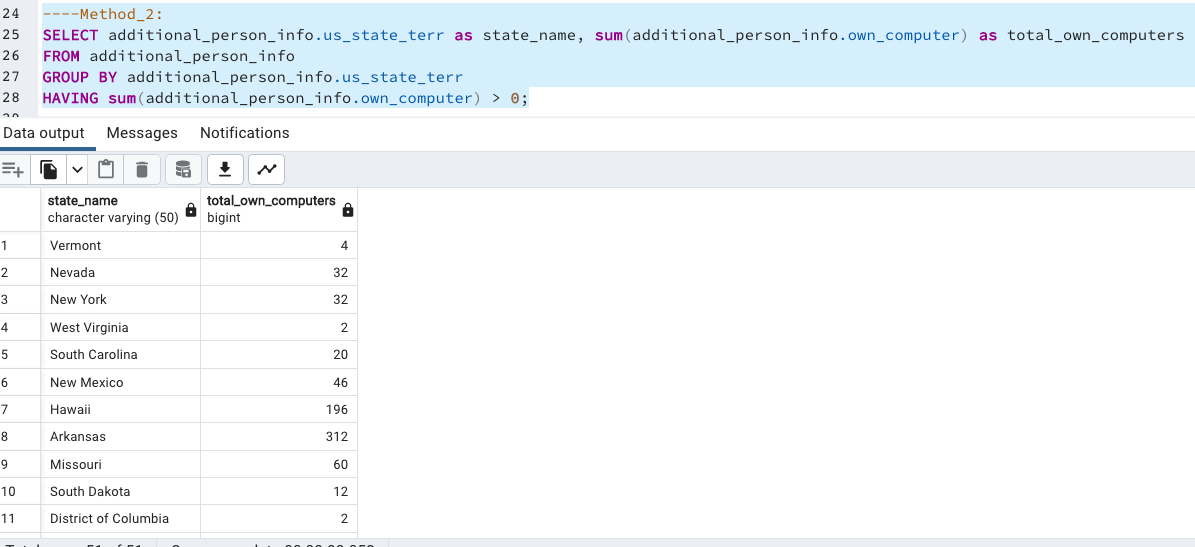 24 ----Method_2:
25 SELECT additional_person_info.us_state_terr as state_name, sum(additional_person_info.own_computer) as total_own_computers
26 FROM additional_person_info
27 GROUP BY additional_person_info.us_state_terr
28 HAVING sum(additional_person_info.own_computer) > 0;
Data output Messages Notifications
state_name total_own_computers
character varying (50) bigint
1 Vermont 4
2 Nevada 32
3 New York 32
4 West Virginia 2
5 South Carolina 20
6 New Mexico 46
7 Hawaii 196
8 Arkansas 312
9 Missouri 60
10 South Dakota 12
11 District of Columbia 2